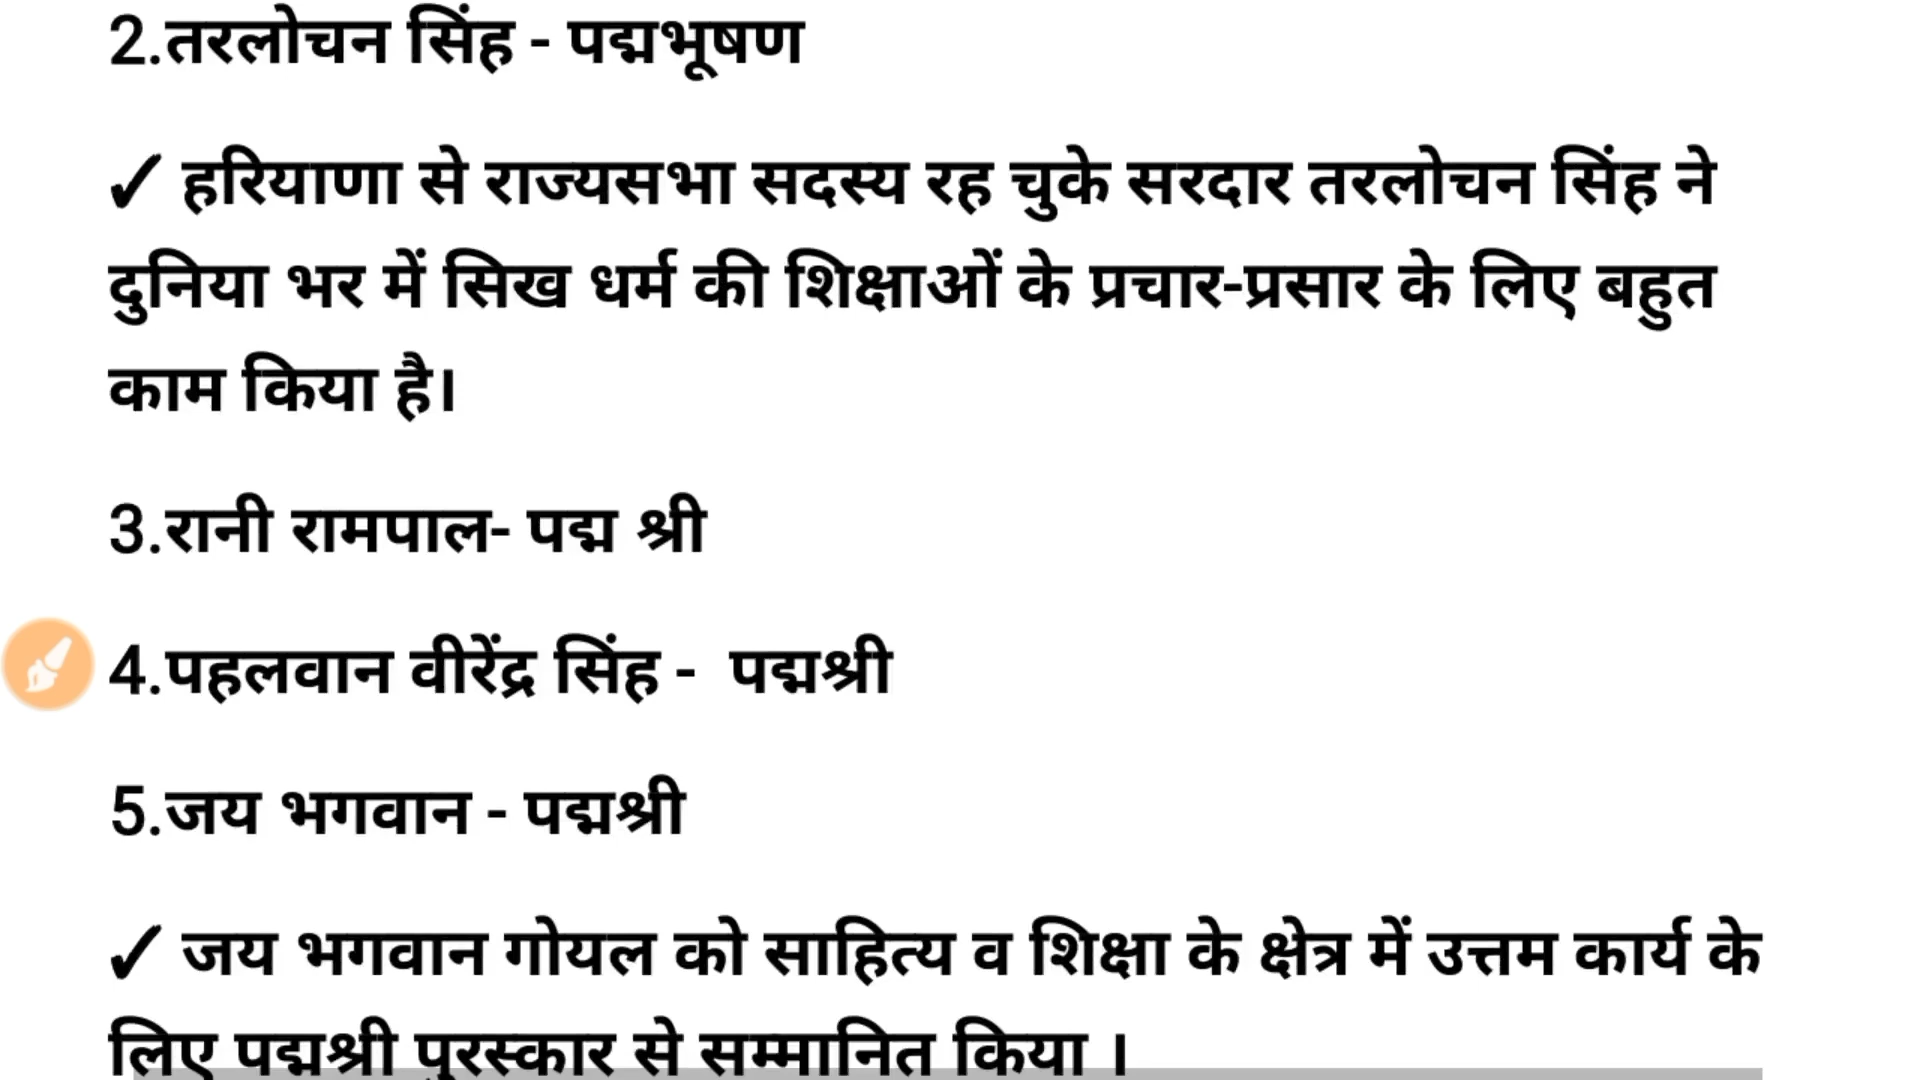 2.तरलोचन सिंह - पद्मभूषण
✓ हरियाणा से राज्यसभा सदस्य रह चुके सरदार तरलोचन सिंह ने
दुनिया भर में सिख धर्म की शिक्षाओं के प्रचार-प्रसार के लिए बहुत
काम किया है।
3.रानी रामपाल- पद्म श्री
4.पहलवान वीरेंद्र सिंह -  पद्मश्री
5.जय भगवान - पद्मश्री
✓ जय भगवान गोयल को साहित्य व शिक्षा के क्षेत्र में उत्तम कार्य के
लिए पद्मश्री पुरस्कार से सम्मानित किया ।